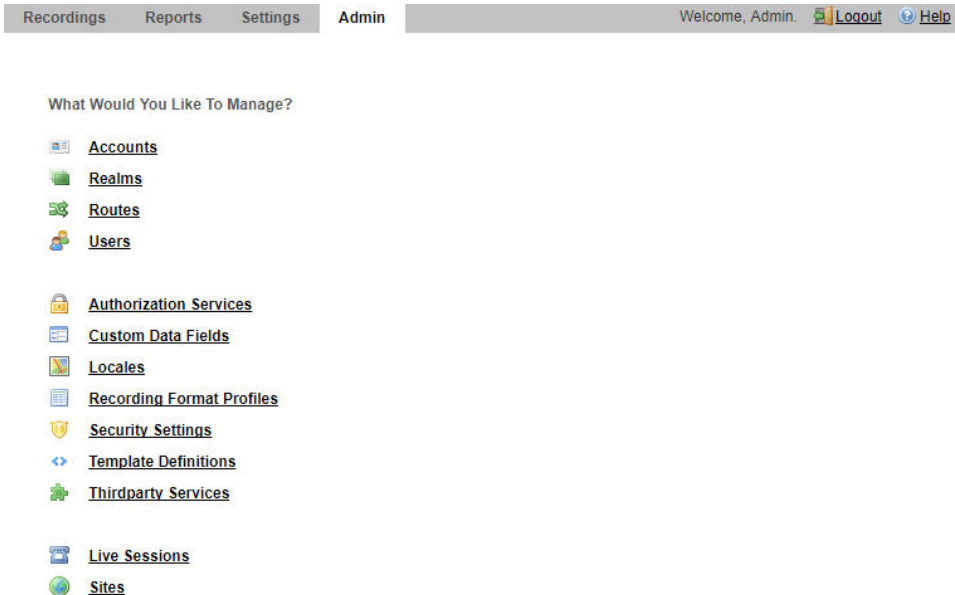 Recordings Reports Settings Admin Welcome, Admin. Logout Help
What Would You Like To Manage?
Accounts
Realms
Routes
Users
Authorization Services
Custom Data Fields
Locales
Recording Format Profiles
Security Settings
Template Definitions
Thirdparty Services
Live Sessions
Sites